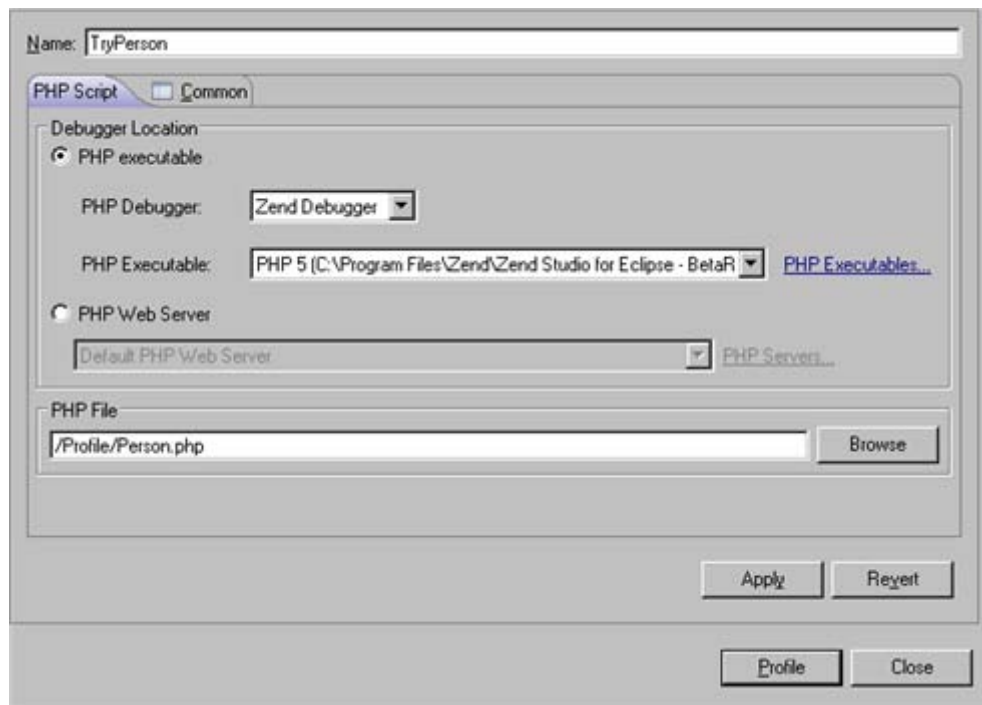 Name: TryPerson
PHP Script Common
Debugger Location
PHP executable
PHP Debugger: Zend Debugger
PHP Executable: PHP 5 (C:\Program Files\Zend\Zend Studio for Eclipse - BetaR PHP Executables...
PHP Web Server
Default PHP Web Server PHP Servers...
PHP File
/Profile/Person.php Browse
Apply Revert
Profile Close